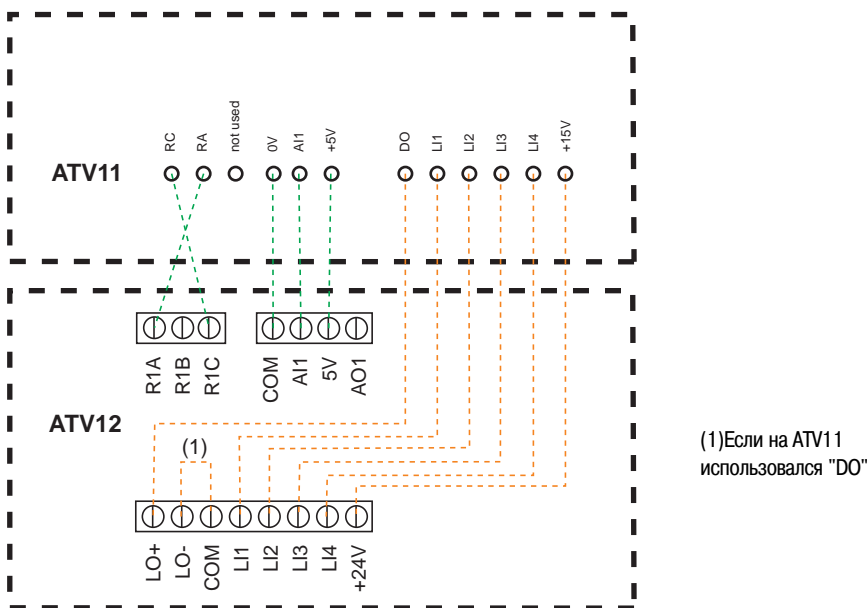 RC RA not used 0V AI1 +5V DO LI1 LI2 LI3 LI4 +15V
ATV11
R1A R1B R1C COM AI1 5V AO1
ATV12
(1)
(1)Если на ATV11
использовался "DO"
LO+ LO- COM LI1 LI2 LI3 LI4 +24V